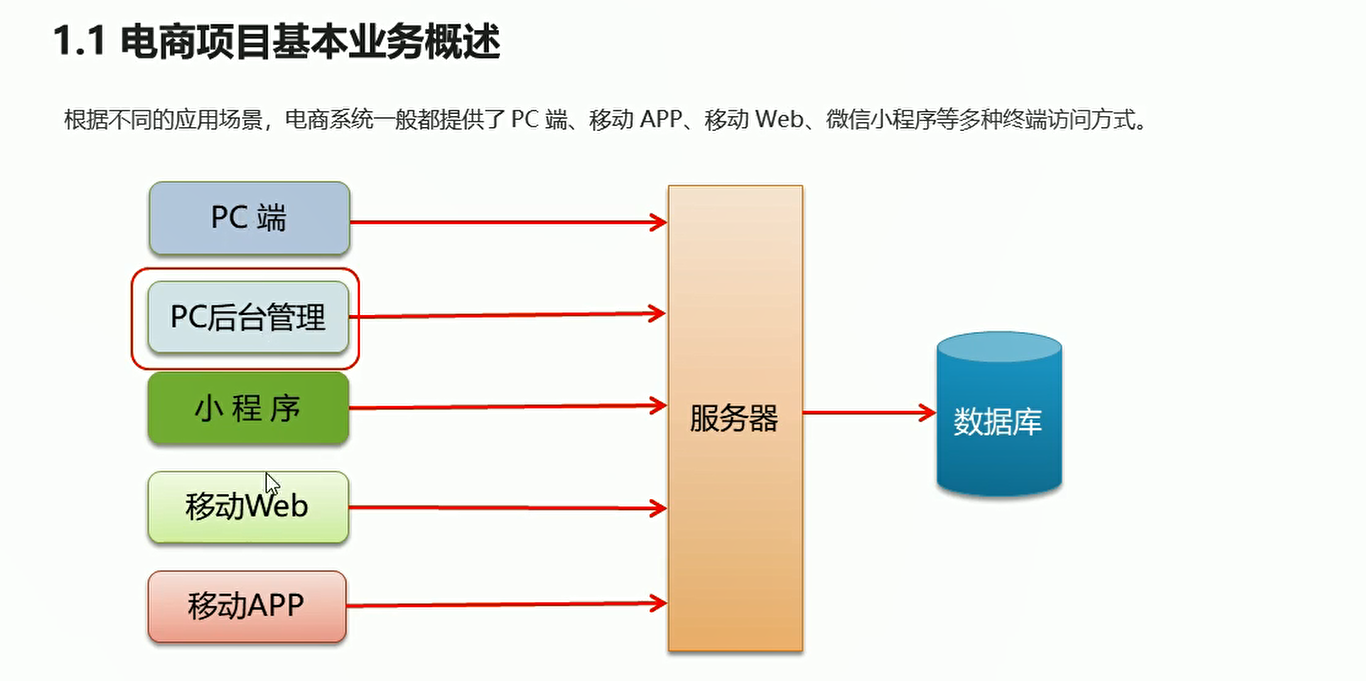 1.1 电商项目基本业务概述
根据不同的应用场景，电商系统一般都提供了 PC 端、移动 APP、移动 Web、微信小程序等多种终端访问方式。
PC 端
PC后台管理
小 程 序
移动Web
移动APP
服务器
数据库